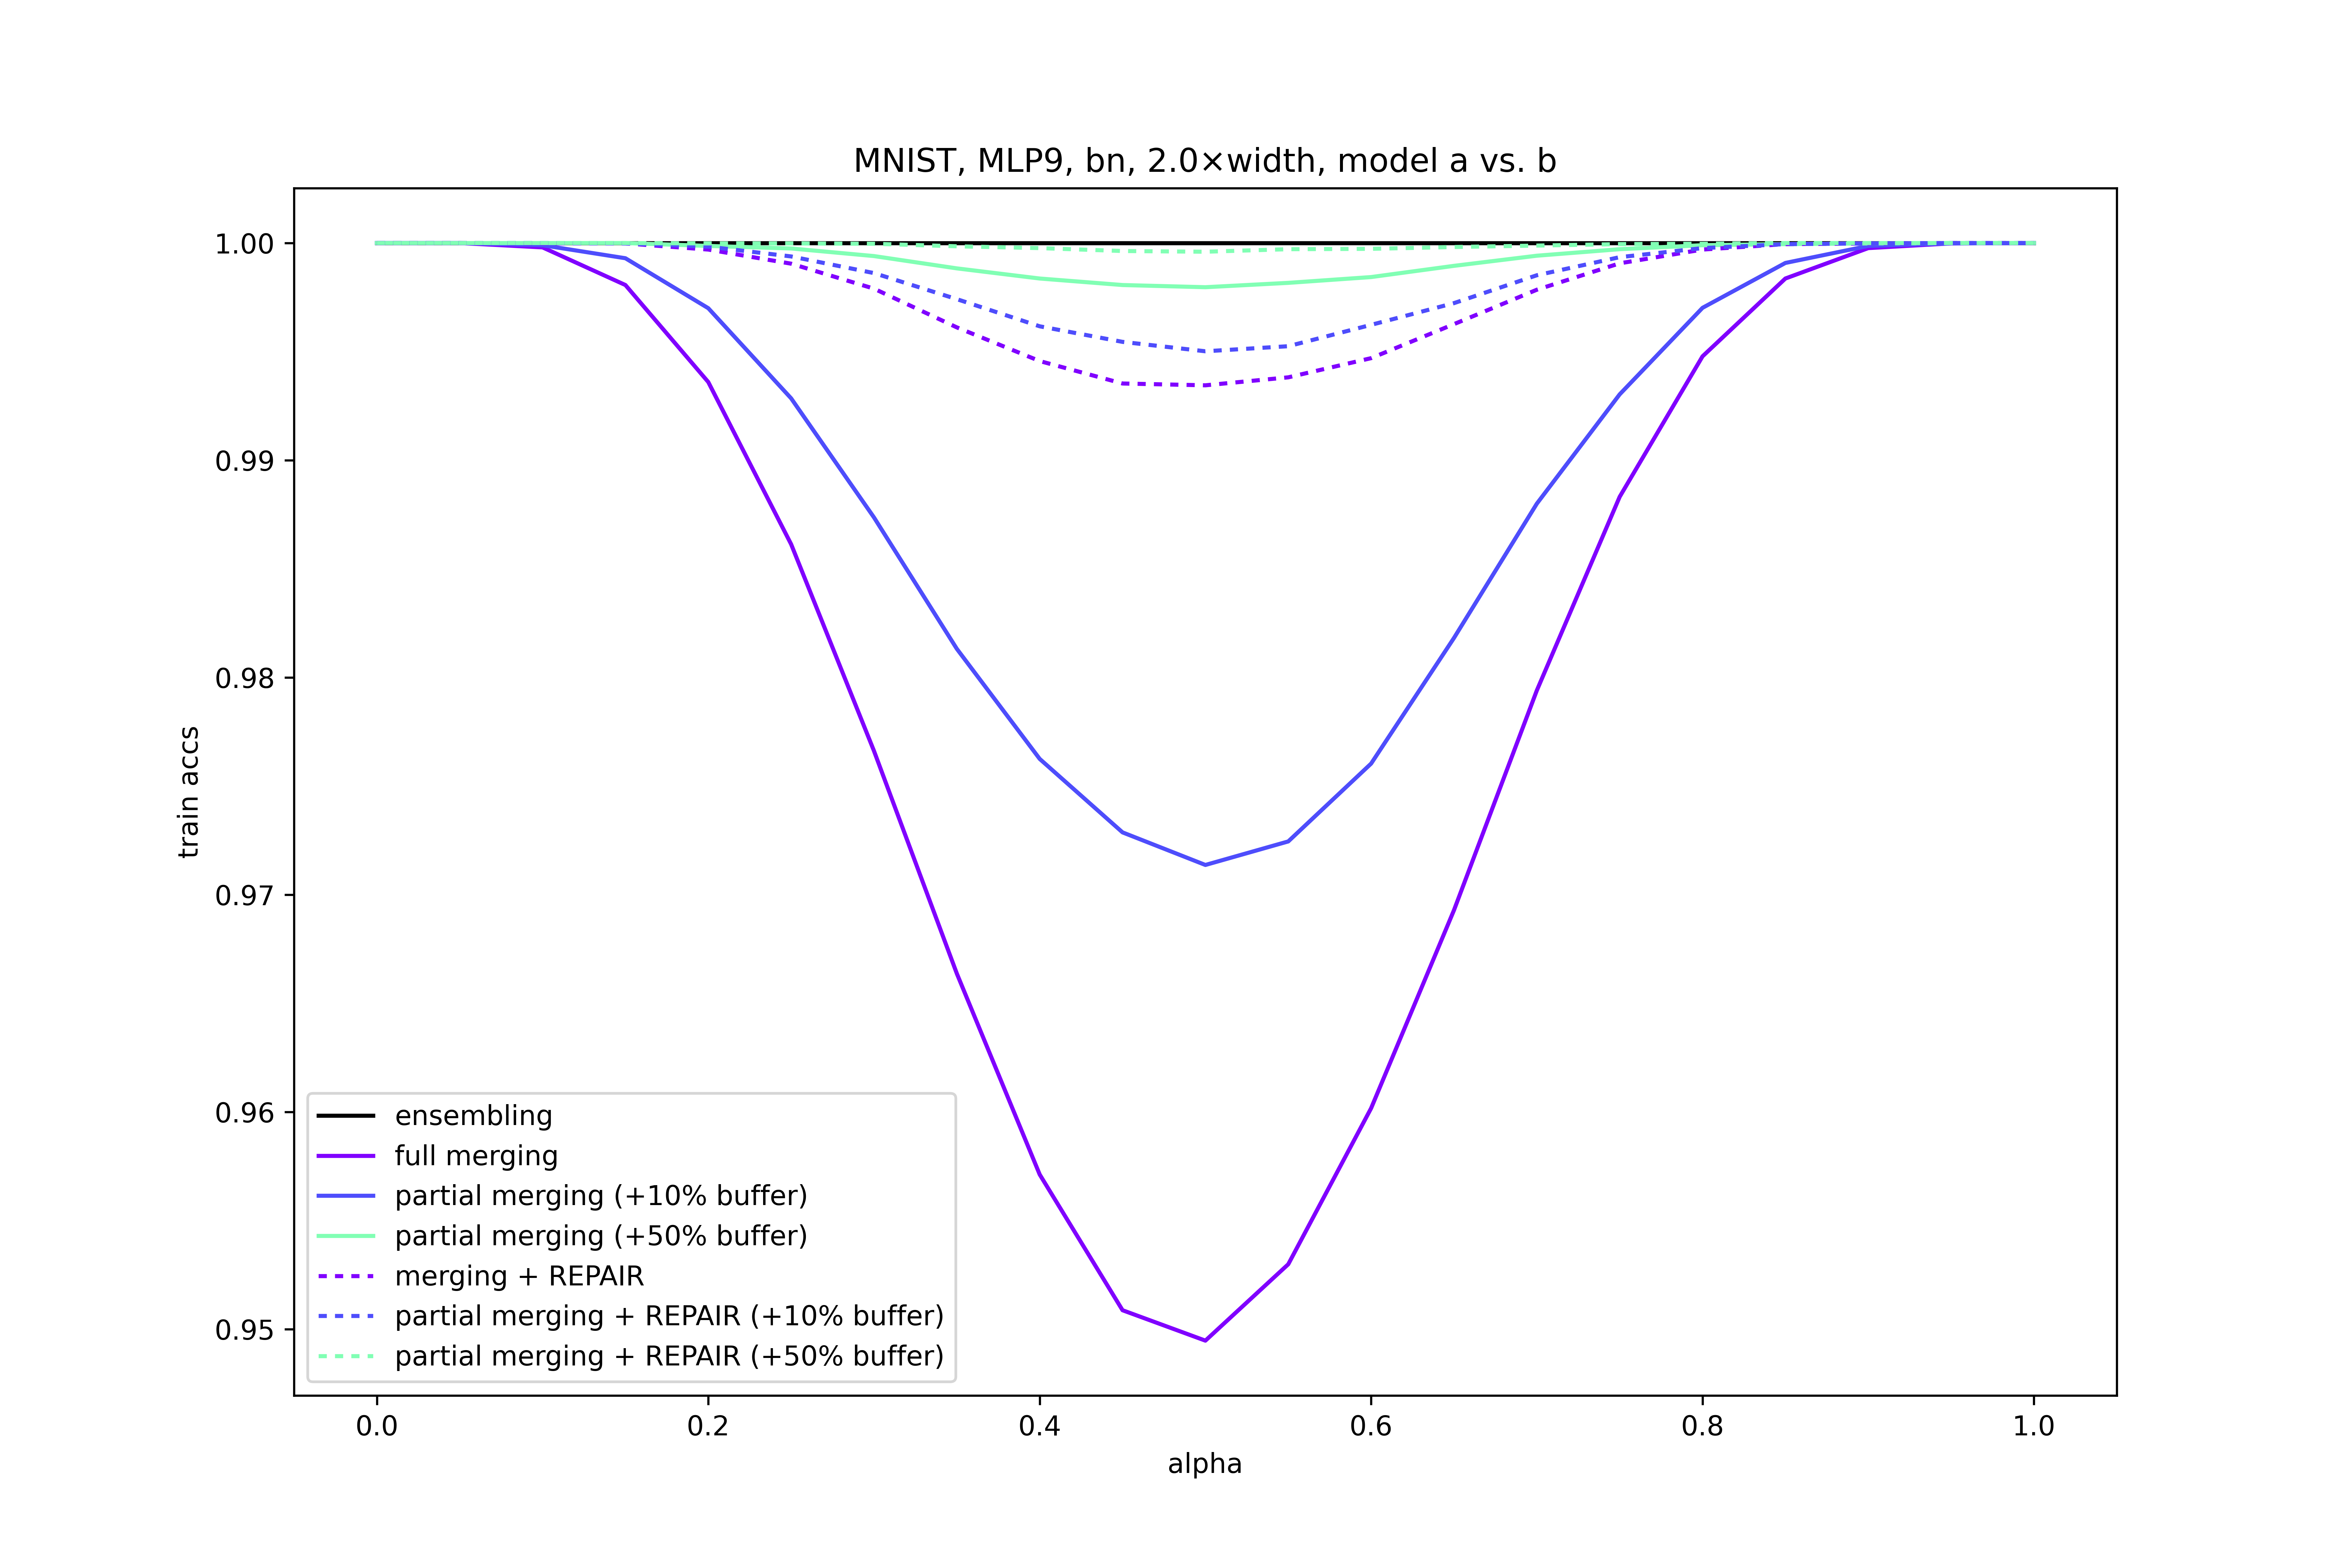 MNIST, MLP9, bn, 2.0×width, model a vs. b
1.00
0.99
0.98
0.97
0.96
0.95
train accs
ensembling
full merging
partial merging (+10% buffer)
partial merging (+50% buffer)
merging + REPAIR
partial merging + REPAIR (+10% buffer)
partial merging + REPAIR (+50% buffer)
0.0 0.2 0.4 0.6 0.8 1.0
alpha